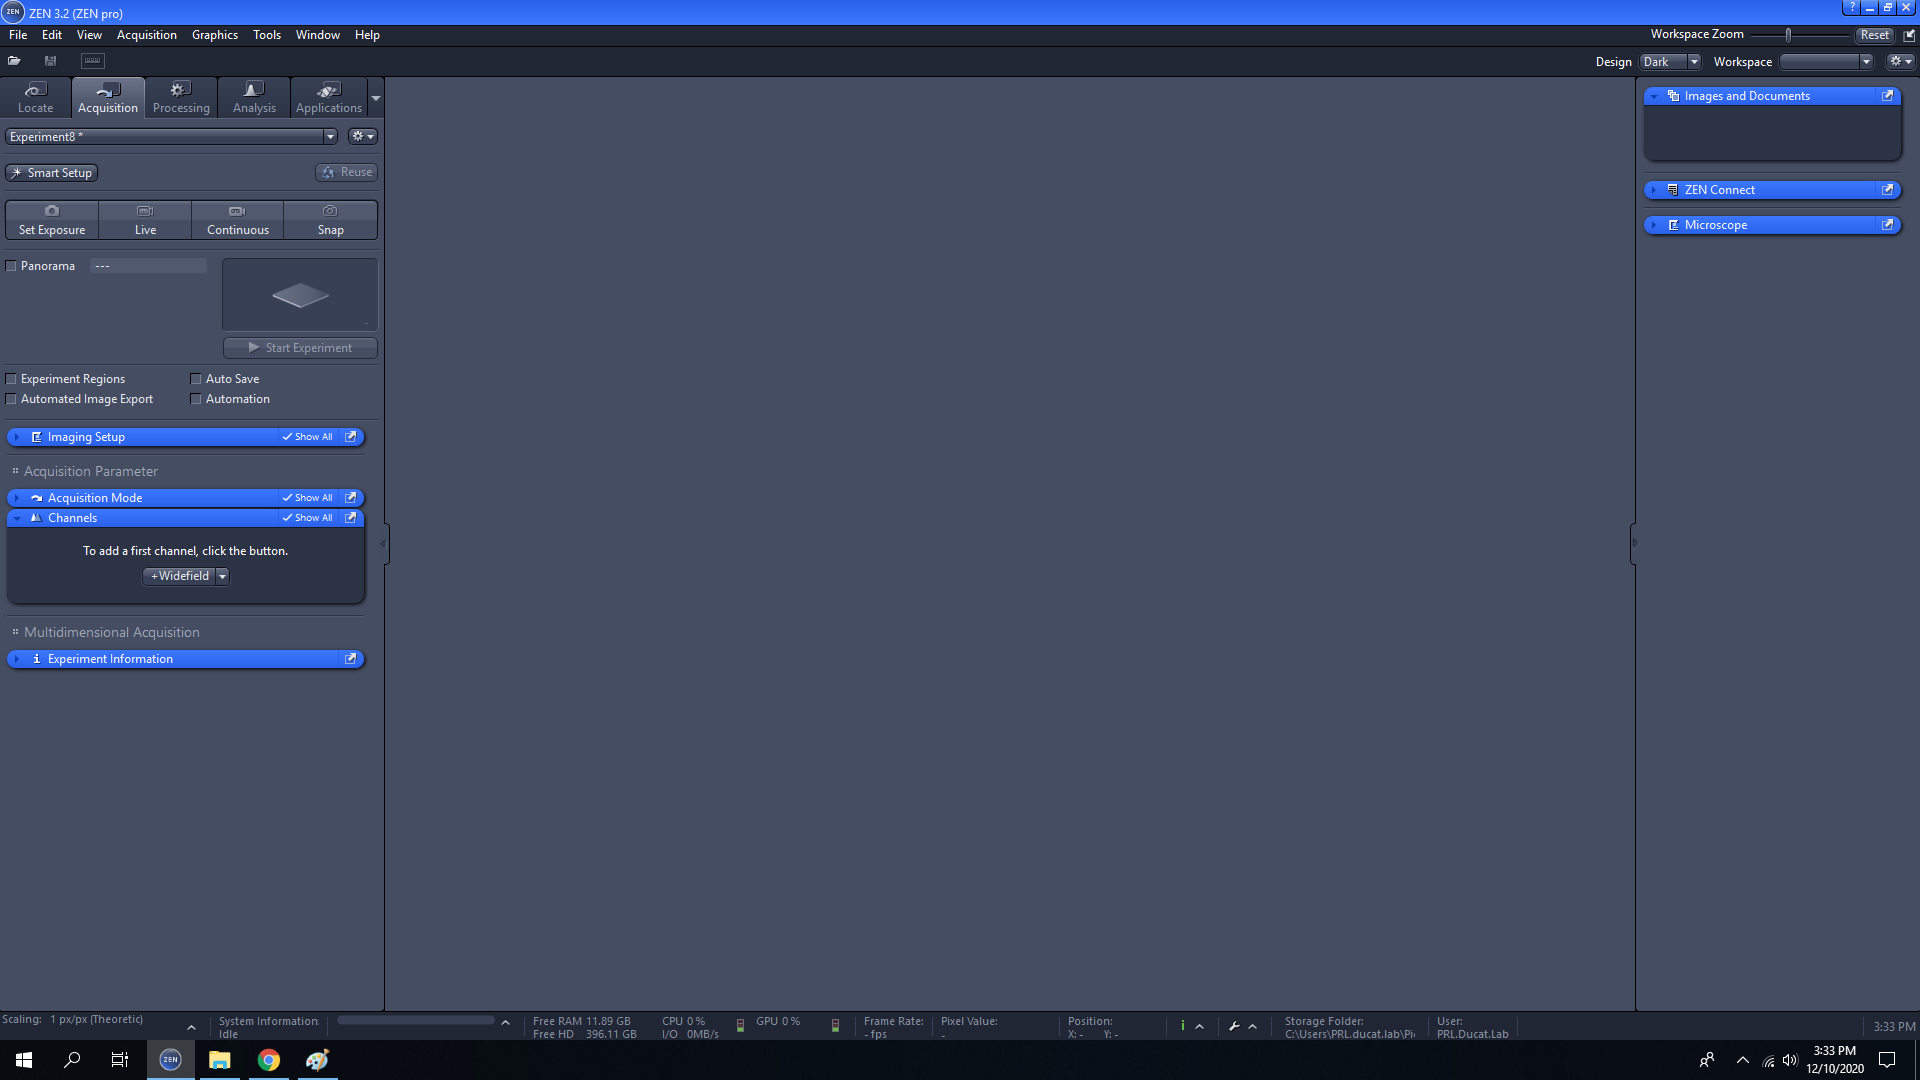 ZEN ZEN 3.2 (ZEN pro)
File Edit View Acquisition Graphics Tools Window Help
Workspace Zoom Reset
Design Dark Workspace
Locate Acquisition Processing Analysis Applications
Experiment8 *
Smart Setup Reuse
Set Exposure Live Continuous Snap
Panorama ---
Start Experiment
Experiment Regions Auto Save
Automated Image Export Automation
Imaging Setup Show All
Acquisition Parameter
Acquisition Mode Show All
Channels Show All
To add a first channel, click the button.
+Widefield
Multidimensional Acquisition
Experiment Information
Images and Documents
ZEN Connect
Microscope
Scaling: 1 px/px (Theoretic)
System Information:
Idle
Free RAM 11.89 GB
Free HD 396.11 GB
CPU 0 %
I/O 0MB/s
GPU 0 %
Frame Rate:
- fps
Pixel Value:
-
Position:
X: - Y: -
Storage Folder:
C:\Users\PRL.ducat.lab\Pi
User:
PRL.Ducat.Lab
3:33 PM
ZEN
3:33 PM
12/10/2020